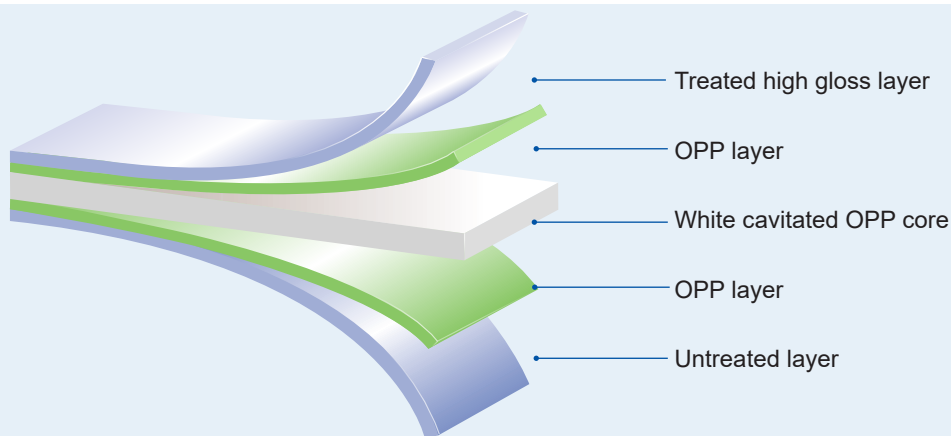 Treated high gloss layer
OPP layer
White cavitated OPP core
OPP layer
Untreated layer